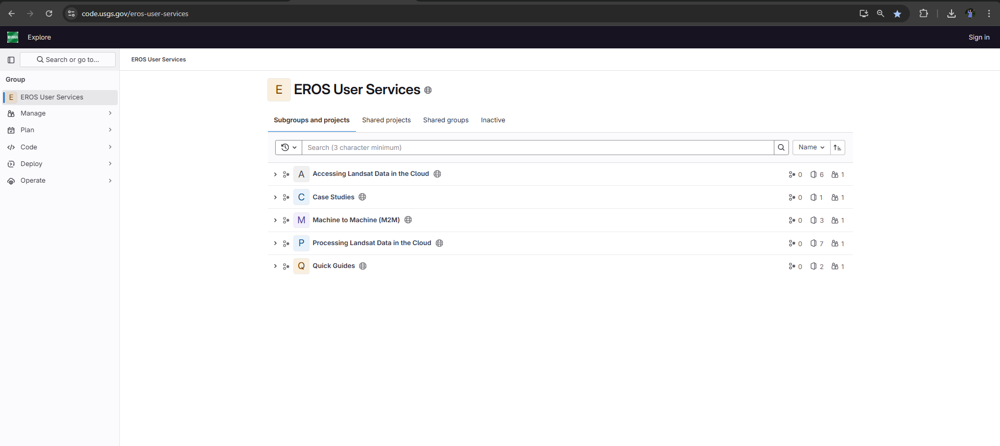 code.usgs.gov/eros-user-services
USGS Explore Sign in
Search or go to...
EROS User Services
Group
E EROS User Services
Manage
Plan
Code
Deploy
Operate
E EROS User Services
Subgroups and projects Shared projects Shared groups Inactive
Search (3 character minimum) Name
A Accessing Landsat Data in the Cloud 0 6 1
C Case Studies 0 1 1
M Machine to Machine (M2M) 0 3 1
P Processing Landsat Data in the Cloud 0 7 1
Q Quick Guides 0 2 1